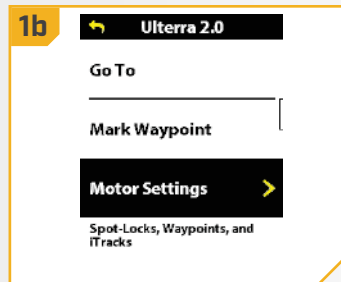 1b
Ulterra 2.0
Go To
Mark Waypoint
Motor Settings
Spot-Locks, Waypoints, and
iTracks